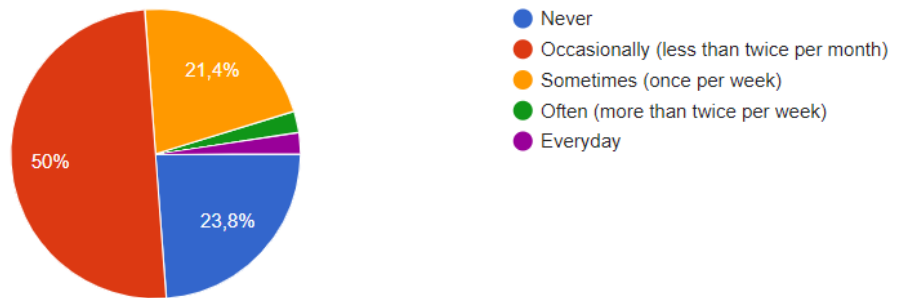 Never
Occasionally (less than twice per month)
Sometimes (once per week)
Often (more than twice per week)
Everyday
21,4%
50%
23,8%